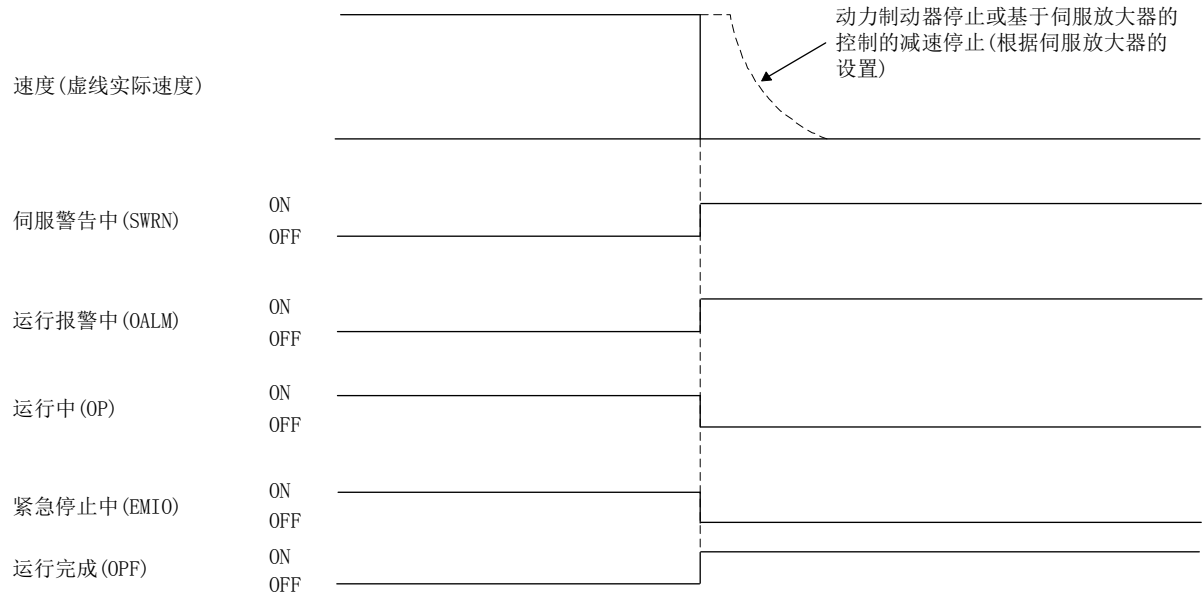 动力制动器停止或基于伺服放大器的
控制的减速停止(根据伺服放大器的
设置)
速度(虚线实际速度)
ON
伺服警告中(SWRN)
OFF
ON
运行报警中(OALM)
OFF
ON
运行中(OP)
OFF
ON
紧急停止中(EMIO)
OFF
ON
运行完成(OPF)
OFF